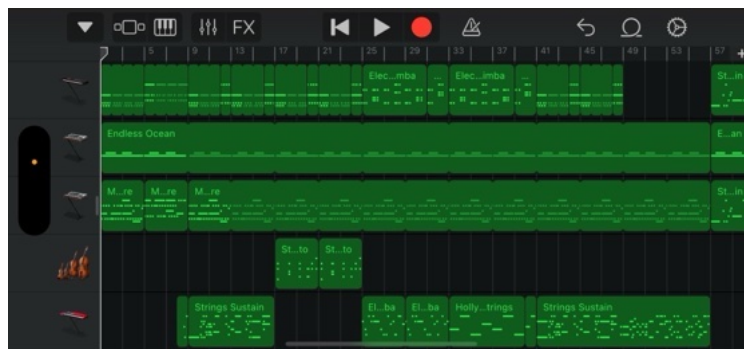 FX
5 9 13 17 21 25 29 33 37 41 45 49 53 57 +
Elec...mba ... Elec...imba ... St...in
Endless Ocean E...an
M...re M...re M...re St...in
St...to St...to
Strings Sustain El...ba El...ba Holly...trings Strings Sustain